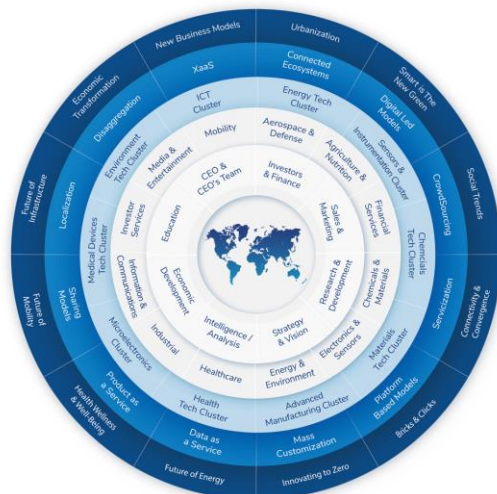 New Business Models
Urbanization
Smart is The
New Green
Social Trends
Connectivity &
Convergence
Bricks & Clicks
Innovating to Zero
Future of Energy
Health Wellness
& Well-Being
Future of
Mobility
Future of
Infrastructure
Economic
Transformation
XaaS
Connected
Ecosystems
Digital Led
Models
CrowdSourcing
Servicization
Platform
Based Models
Mass
Customization
Data as
a Service
Product as
a Service
Sharing
Models
Localization
Disaggregation
ICT
Cluster
Energy Tech
Cluster
Sensors &
Instrumentation Cluster
Chemcials
Tech Cluster
Materials
Tech Cluster
Advanced
Manufacturing Cluster
Health
Tech Cluster
Microelectronics
Cluster
Medical Devices
Tech Cluster
Environment
Tech Cluster
Mobility
Aerospace &
Defense
Agriculture &
Nutrition
Financial
Services
Chemicals &
Materials
Electronics &
Sensors
Energy &
Environment
Healthcare
Industrial
Information &
Communications
Investor
Services
Media &
Entertainment
CEO &
CEO's Team
Investors
& Finance
Sales &
Marketing
Research &
Development
Strategy
& Vision
Intelligence /
Analysis
Economic
Development
Education